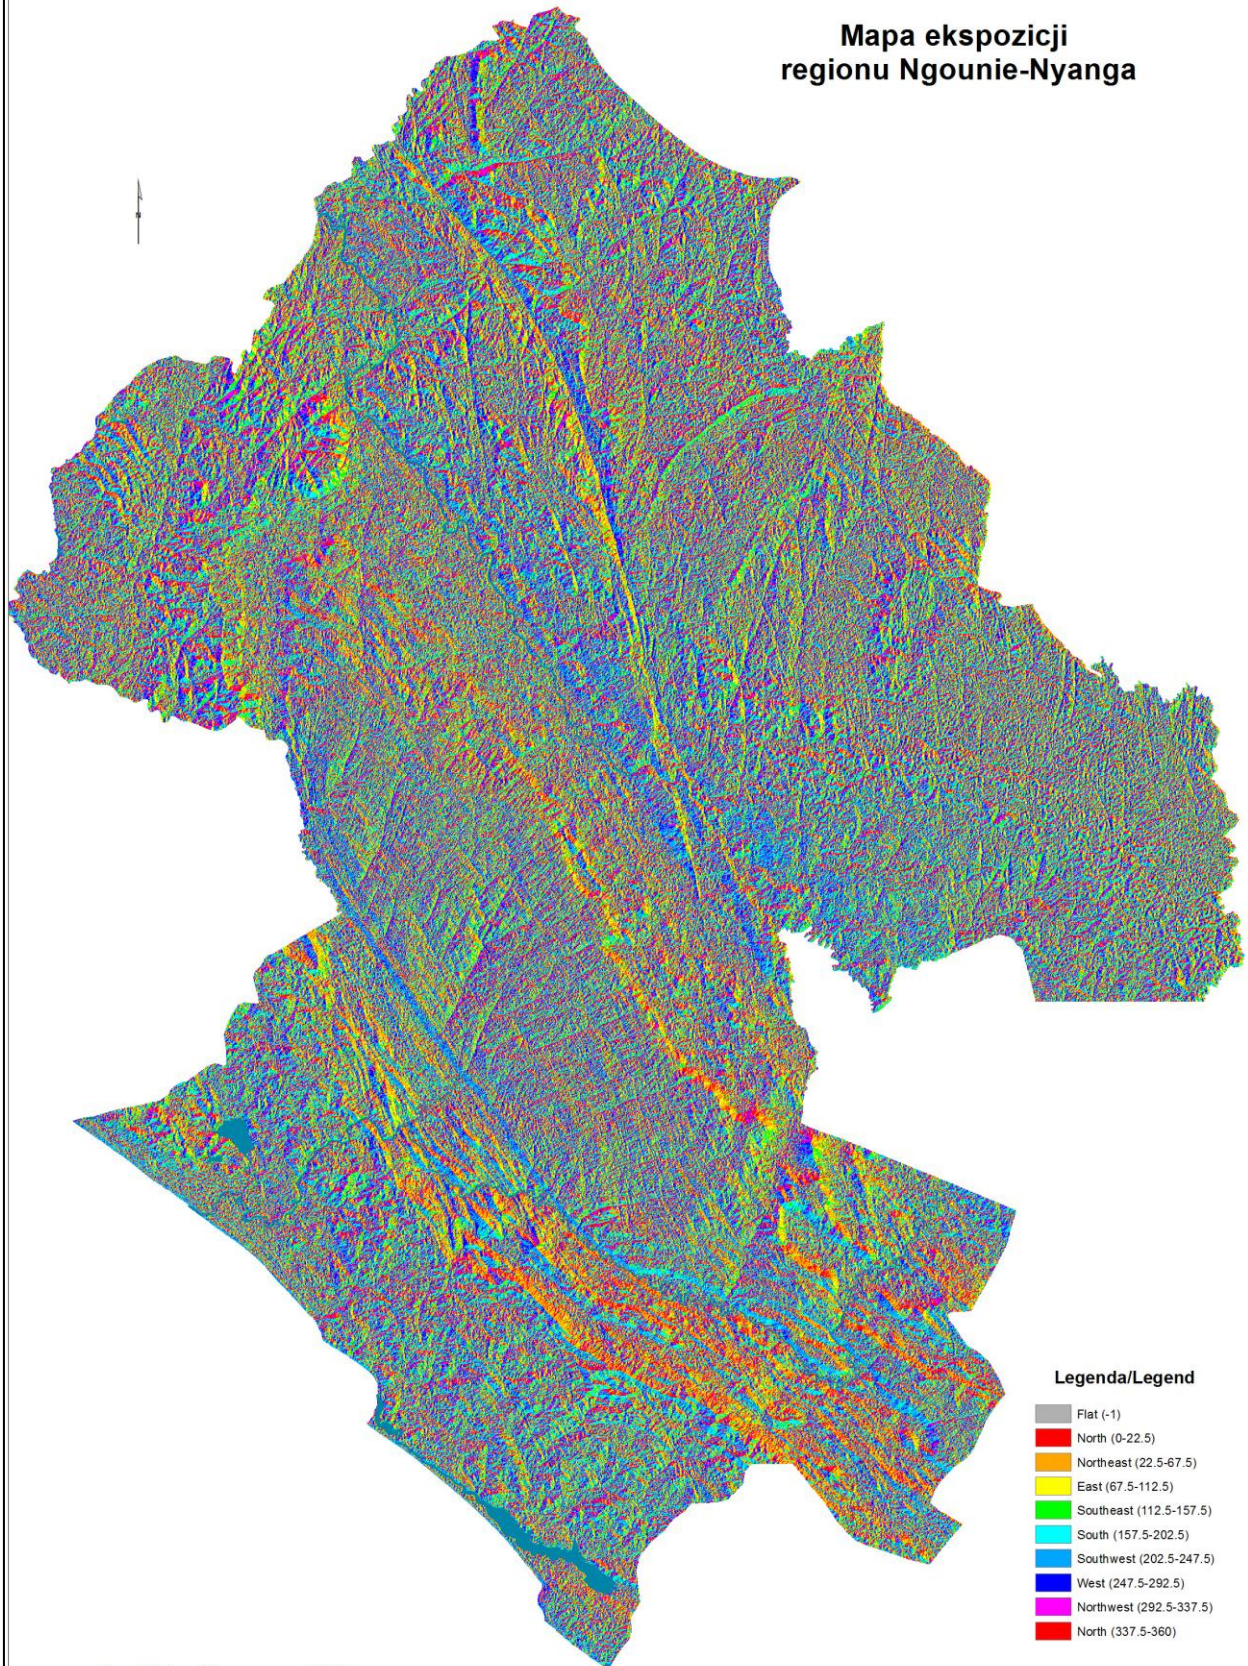 Mapa ekspozicji
regionu Ngounie-Nyanga
N
Legenda/Legend
Flat (-1)
North (0-22.5)
Northeast (22.5-67.5)
East (67.5-112.5)
Southeast (112.5-157.5)
South (157.5-202.5)
Southwest (202.5-247.5)
West (247.5-292.5)
Northwest (292.5-337.5)
North (337.5-360)